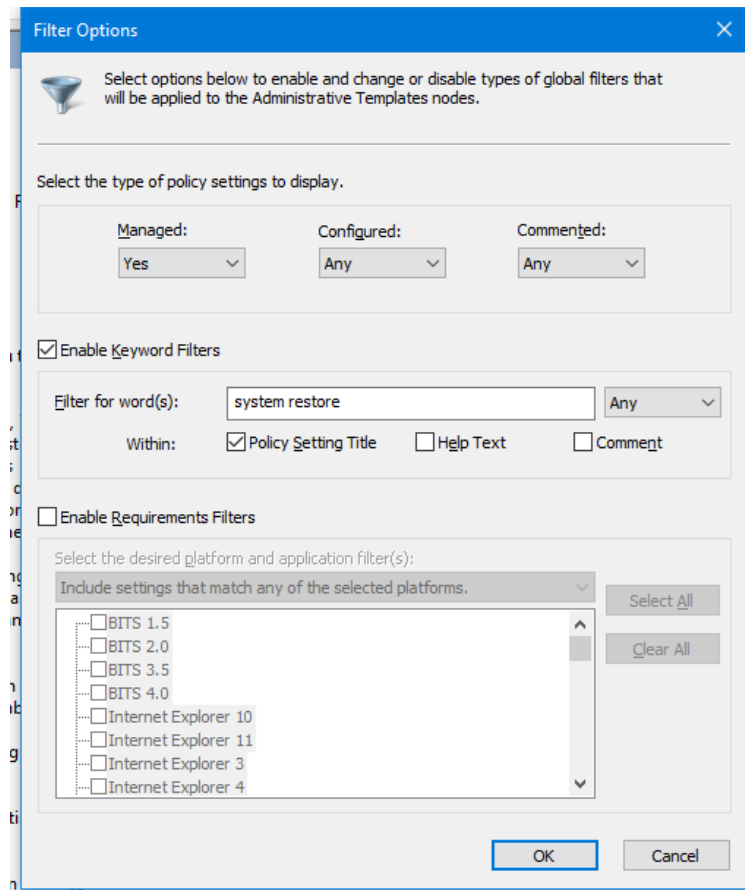 Filter Options
Select options below to enable and change or disable types of global filters that
will be applied to the Administrative Templates nodes.
Select the type of policy settings to display.
Managed: Configured: Commented:
Yes Any Any
Enable Keyword Filters
Filter for word(s): system restore Any
Within: Policy Setting Title Help Text Comment
Enable Requirements Filters
Select the desired platform and application filter(s):
Include settings that match any of the selected platforms.
Select All
BITS 1.5
BITS 2.0
Clear All
BITS 3.5
BITS 4.0
Internet Explorer 10
Internet Explorer 11
Internet Explorer 3
Internet Explorer 4
OK Cancel